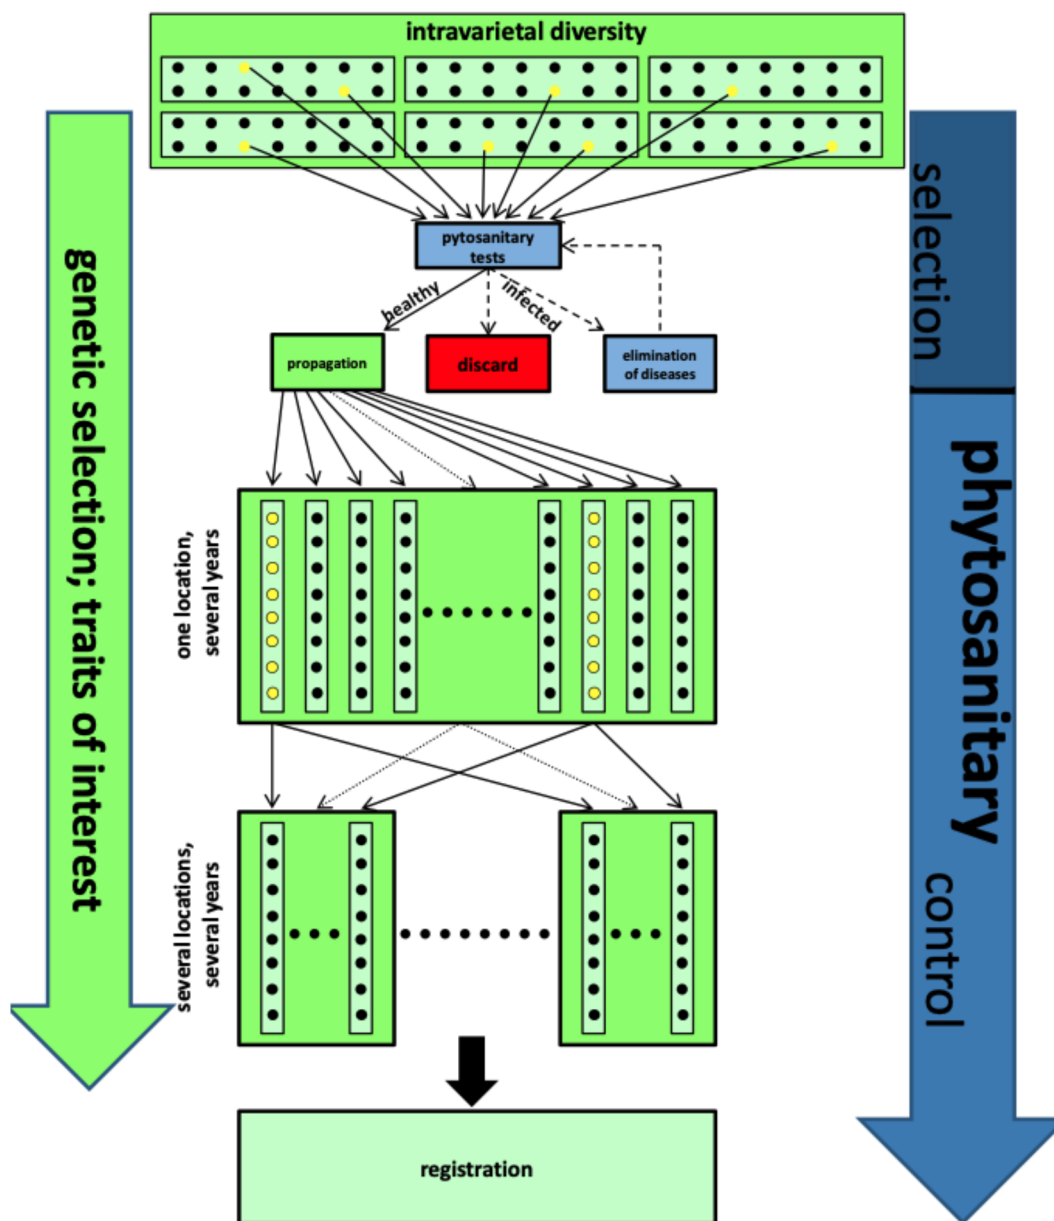 intravarietal diversity
pytosanitary
tests
healthy
infected
propagation
discard
elimination
of diseases
one location,
several years
several locations,
several years
registration
genetic selection; traits of interest
selection
phytosanitary
control